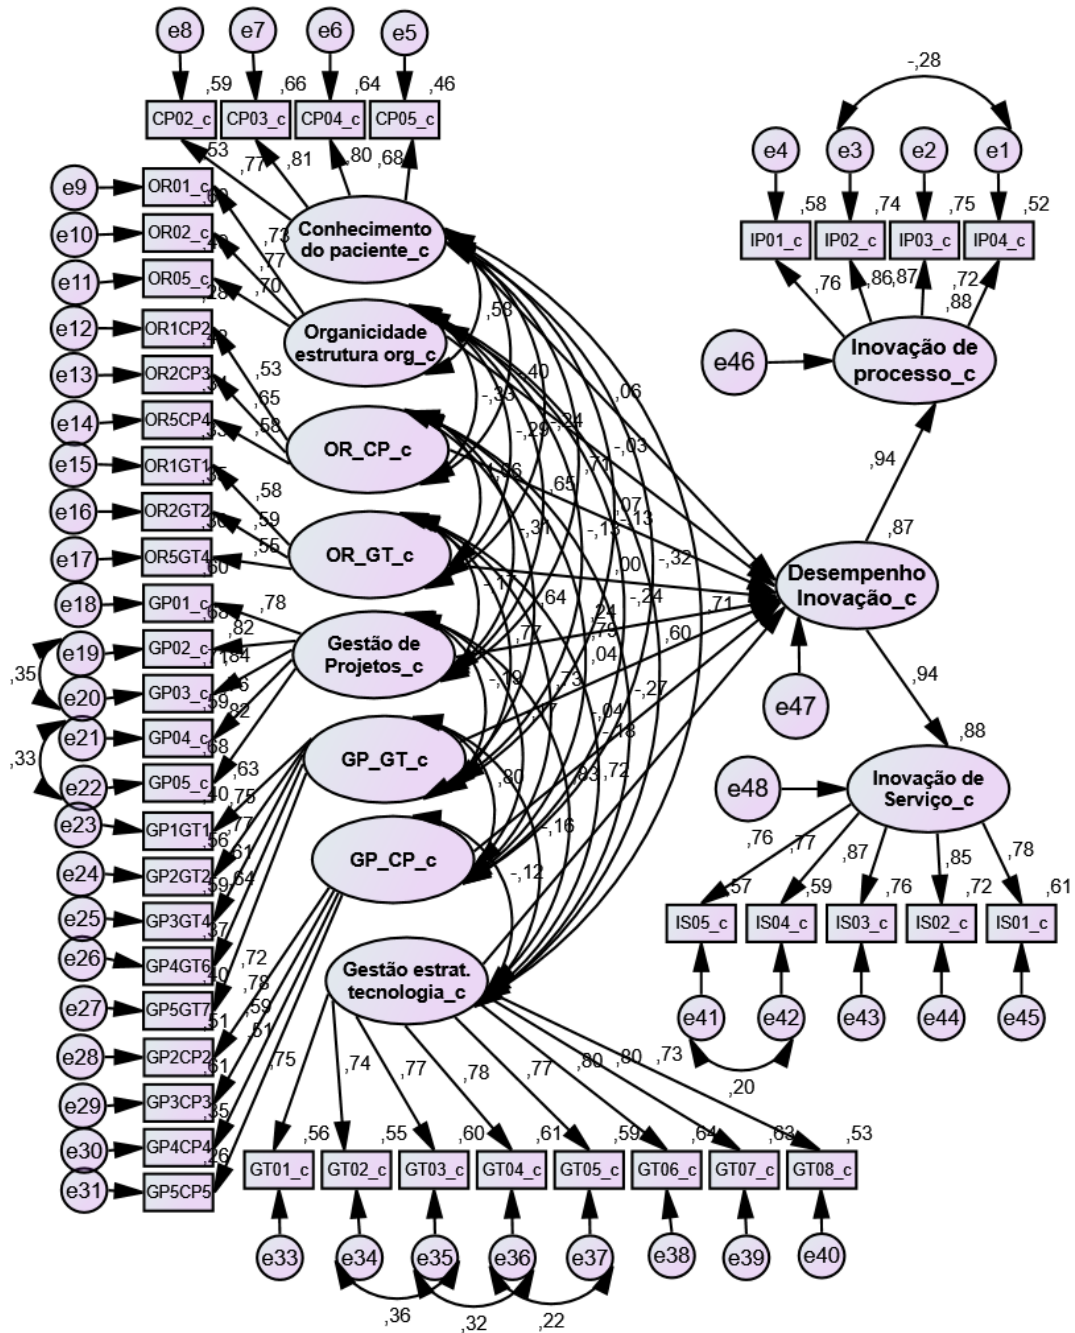 e8
e7
e6
e5
,59
,66
,64
,46
CP02_c
CP03_c
CP04_c
CP05_c
,53
,77
,81
,80
,68
-,28
e4
e3
e2
e1
,58
,74
,75
,52
IP01_c
IP02_c
IP03_c
IP04_c
,76
,86
,87
,72
,88
Inovação de
processo_c
e46
,94
,87
Desempenho
Inovação_c
e47
,94
,88
Inovação de
Serviço_c
e48
,76
,77
,87
,85
,78
,57
,59
,76
,72
,61
IS05_c
IS04_c
IS03_c
IS02_c
IS01_c
e41
e42
e43
e44
e45
,20
e9
OR01_c
e10
OR02_c
e11
OR05_c
e12
OR1CP2
e13
OR2CP3
e14
OR5CP4
e15
OR1GT1
e16
OR2GT2
e17
OR5GT4
,60
e18
GP01_c
e19
GP02_c
,35
e20
GP03_c
,59
e21
GP04_c
,68
,33
e22
GP05_c
,40
e23
GP1GT1
,56
e24
GP2GT2
,59
e25
GP3GT4
,37
e26
GP4GT6
,40
e27
GP5GT7
,51
e28
GP2CP2
,61
e29
GP3CP3
,35
e30
GP4CP4
,26
e31
GP5CP5
Conhecimento
do paciente_c
,73
,77
,70
Organicidade
estrutura org_c
,53
,65
,58
OR_CP_c
,58
,59
,55
OR_GT_c
,78
,82
,82
Gestão de
Projetos_c
,63
,75
,77
,61
,64
GP_GT_c
GP_CP_c
,72
,78
,59
,51
Gestão estrat.
tecnologia_c
,58
-,40
,06
-,33
-,24
-,29
-,03
,71
,65
,07
-,13
-,31
-,13
,00
-,32
-,17
,64
,24
-,24
,71
,77
,79
,60
,04
-,19
,73
-,27
-,04
-,18
,80
,83
,72
-,16
-,12
,75
,74
,77
,78
,77
,80
,80
,73
,56
,55
,60
,61
,59
,64
,63
,53
GT01_c
GT02_c
GT03_c
GT04_c
GT05_c
GT06_c
GT07_c
GT08_c
e33
e34
e35
e36
e37
e38
e39
e40
,36
,32
,22